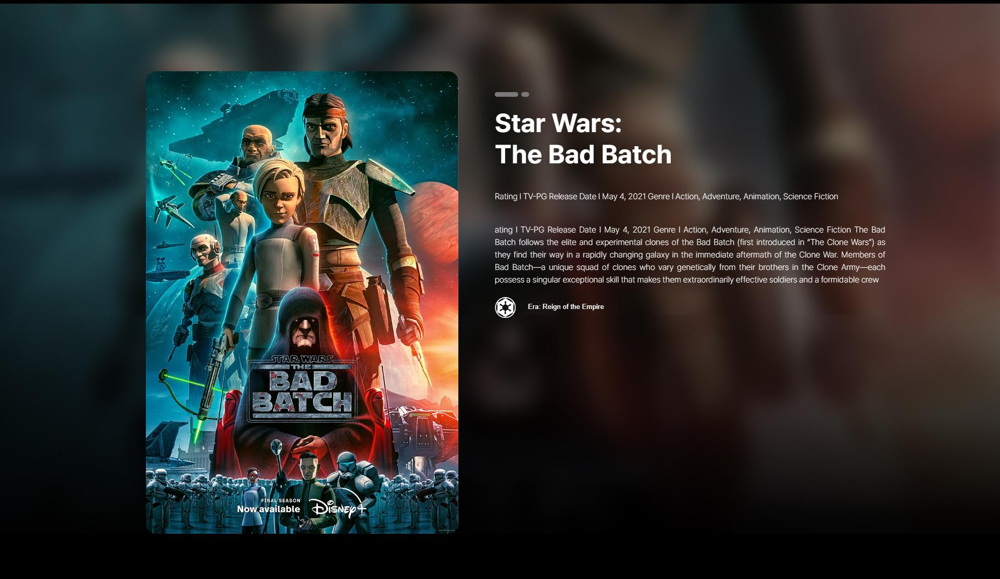 STAR WARS
THE
BAD
BATCH
FINAL SEASON
Now available
Disney+
Star Wars:
The Bad Batch
Rating I TV-PG Release Date I May 4, 2021 Genre I Action, Adventure, Animation, Science Fiction
ating I TV-PG Release Date I May 4, 2021 Genre I Action, Adventure, Animation, Science Fiction The Bad
Batch follows the elite and experimental clones of the Bad Batch (first introduced in “The Clone Wars”) as
they find their way in a rapidly changing galaxy in the immediate aftermath of the Clone War. Members of
Bad Batch—a unique squad of clones who vary genetically from their brothers in the Clone Army—each
possess a singular exceptional skill that makes them extraordinarily effective soldiers and a formidable crew
Era: Reign of the Empire